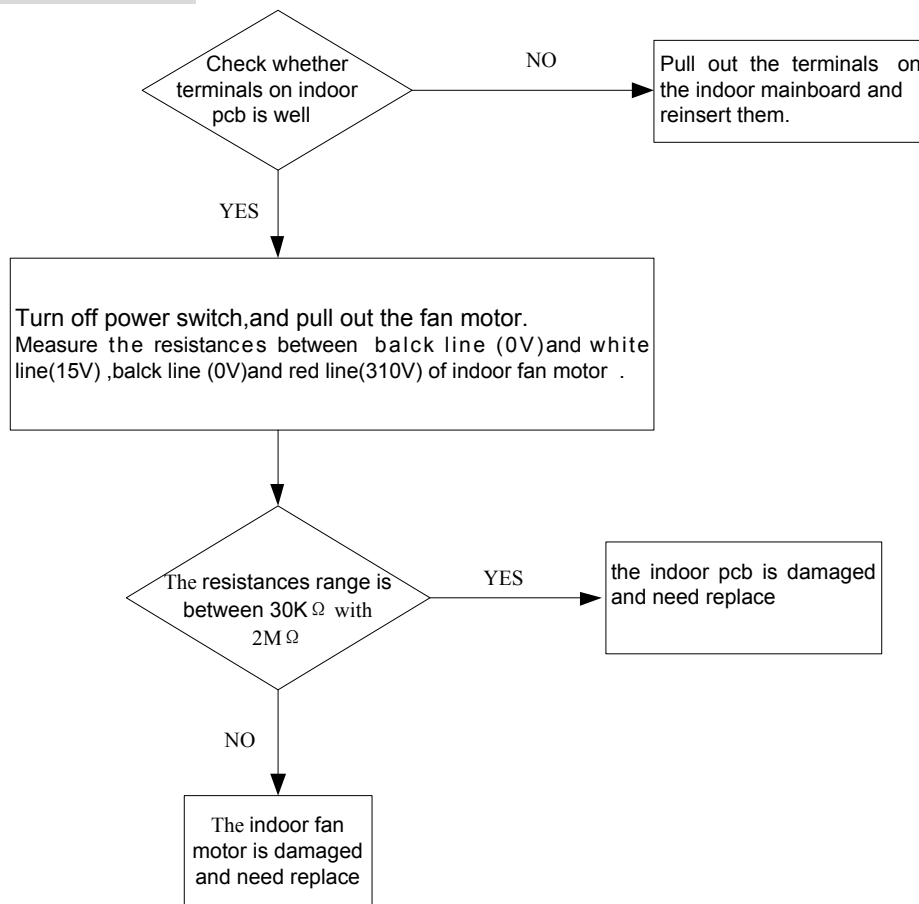 Check whether
terminals on indoor
pcb is well
NO
Pull out the terminals on
the indoor mainboard and
reinsert them.
YES
Turn off power switch,and pull out the fan motor.
Measure the resistances between balck line (0V)and white
line(15V) ,balck line (0V)and red line(310V) of indoor fan motor .
The resistances range is
between 30KΩ with
2MΩ
YES
the indoor pcb is damaged
and need replace
NO
The indoor fan
motor is damaged
and need replace